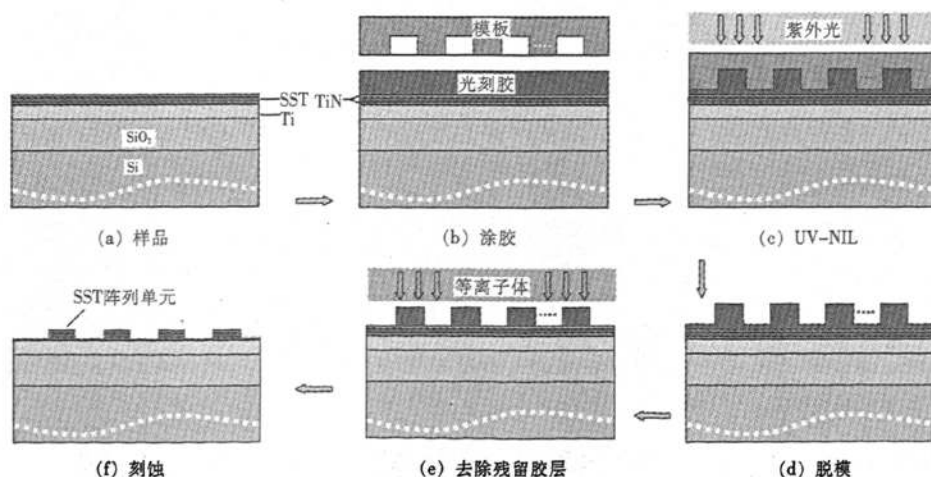 模板
光刻胶
紫外光
SST TiN
Ti
SiO₂
Si
(a) 样品
(b) 涂胶
(c) UV-NIL
SST阵列单元
等离子体
(f) 刻蚀
(e) 去除残留胶层
(d) 脱模